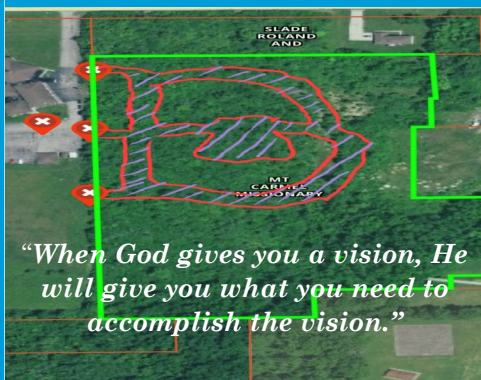 SLADE
ROLAND
AND
MT
CARMEL
MISSIONARY
“When God gives you a vision, He
will give you what you need to
accomplish the vision.”